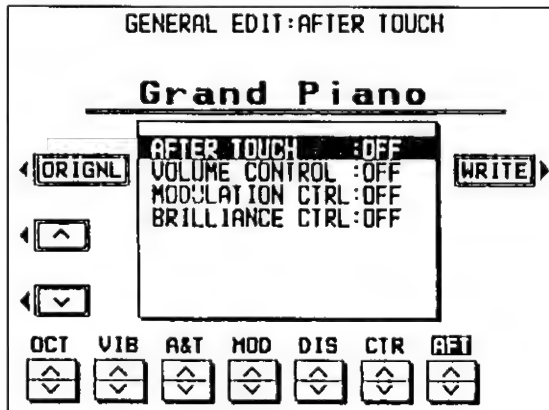 GENERAL EDIT:AFTER TOUCH
Grand Piano
ORIGNL
WRITE
AFTER TOUCH :OFF
VOLUME CONTROL :OFF
MODULATION CTRL:OFF
BRILLIANCE CTRL:OFF
OCT VIB A&T MOD DIS CTR AFT